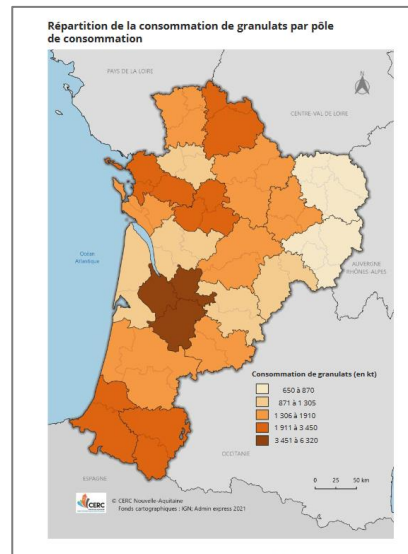 Répartition de la consommation de granulats par pôle
de consommation
PAYS DE LA LOIRE
CENTRE-VAL DE LOIRE
Océan
Atlantique
AUVERGNE
RHÔNE-ALPES
Consommation de granulats (en kt)
650 à 870
871 à 1 305
1 306 à 1910
1 911 à 3 450
3 451 à 6 320
OCCITANIE
ESPAGNE
0 25 50 km
© CERC Nouvelle-Aquitaine
Fonds cartographiques : IGN; Admin express 2021
CERC